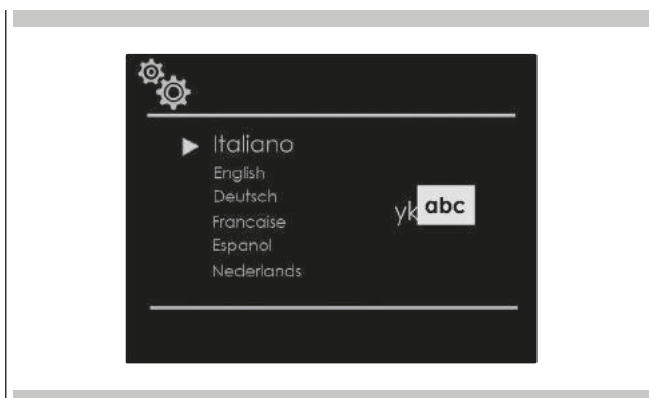 Italiano
English
Deutsch
Francaise
Espanol
Nederlands
yk abc